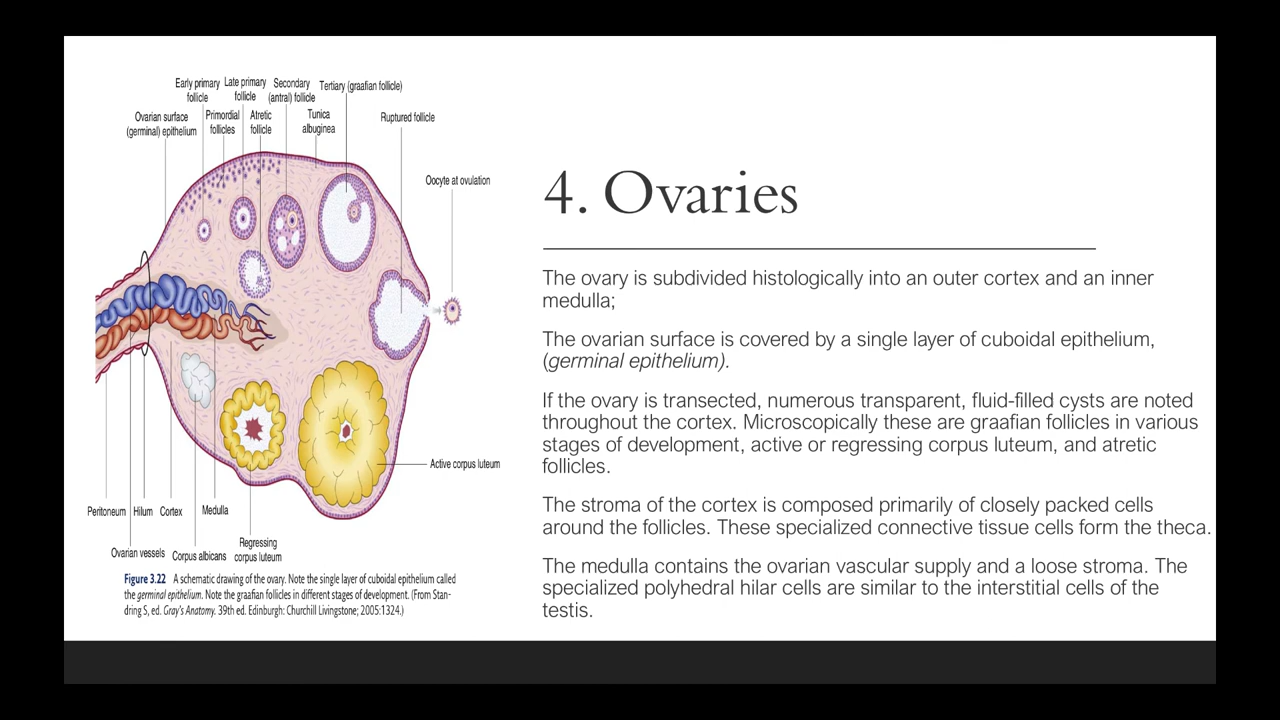 Early primary
follicle
Late primary
follicle
Secondary
(antral) follicle
Tertiary (graafian follicle)
Ovarian surface
(germinal) epithelium
Primordial
follicles
Atretic
follicle
Tunica
albuginea
Ruptured follicle
Oocyte at ovulation
Active corpus luteum
Peritoneum
Hilum
Cortex
Medulla
Ovarian vessels
Corpus albicans
Regressing
corpus luteum
Figure 3.22 A schematic drawing of the ovary. Note the single layer of cuboidal epithelium called
the germinal epithelium. Note the graafian follicles in different stages of development. (From Stan-
dring S, ed. Gray's Anatomy. 39th ed. Edinburgh: Churchill Livingstone; 2005:1324.)
4. Ovaries
The ovary is subdivided histologically into an outer cortex and an inner
medulla;
The ovarian surface is covered by a single layer of cuboidal epithelium,
(germinal epithelium).
If the ovary is transected, numerous transparent, fluid-filled cysts are noted
throughout the cortex. Microscopically these are graafian follicles in various
stages of development, active or regressing corpus luteum, and atretic
follicles.
The stroma of the cortex is composed primarily of closely packed cells
around the follicles. These specialized connective tissue cells form the theca.
The medulla contains the ovarian vascular supply and a loose stroma. The
specialized polyhedral hilar cells are similar to the interstitial cells of the
testis.